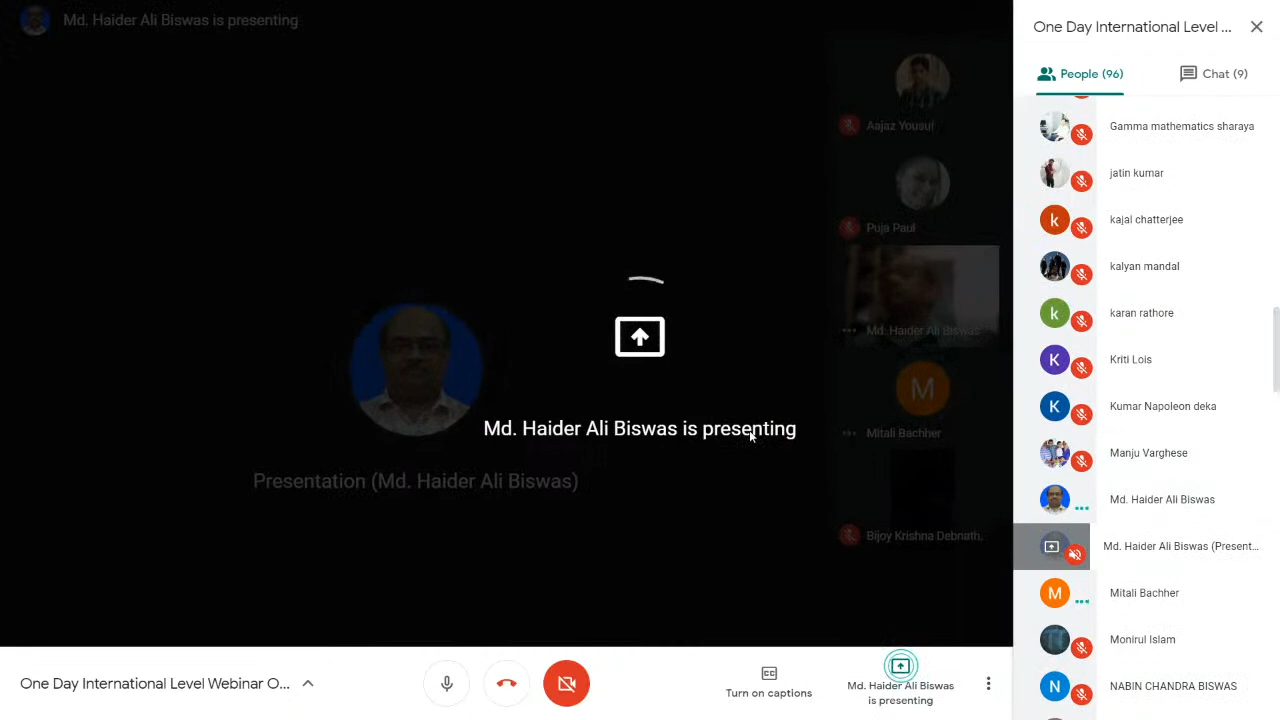 Md. Haider Ali Biswas is presenting
Aajaz Yousuf
Puja Paul
Md. Haider Ali Biswas
M
Mitali Bachher
Bijoy Krishna Debnath,
Md. Haider Ali Biswas is presenting
Presentation (Md. Haider Ali Biswas)
One Day International Level Webinar O...
CC
Turn on captions
Md. Haider Ali Biswas
is presenting
One Day International Level ...
People (96)
Chat (9)
Gamma mathematics sharaya
jatin kumar
k
kajal chatterjee
kalyan mandal
k
karan rathore
K
Kriti Lois
K
Kumar Napoleon deka
Manju Varghese
Md. Haider Ali Biswas
Md. Haider Ali Biswas (Present...
M
Mitali Bachher
Monirul Islam
N
NABIN CHANDRA BISWAS